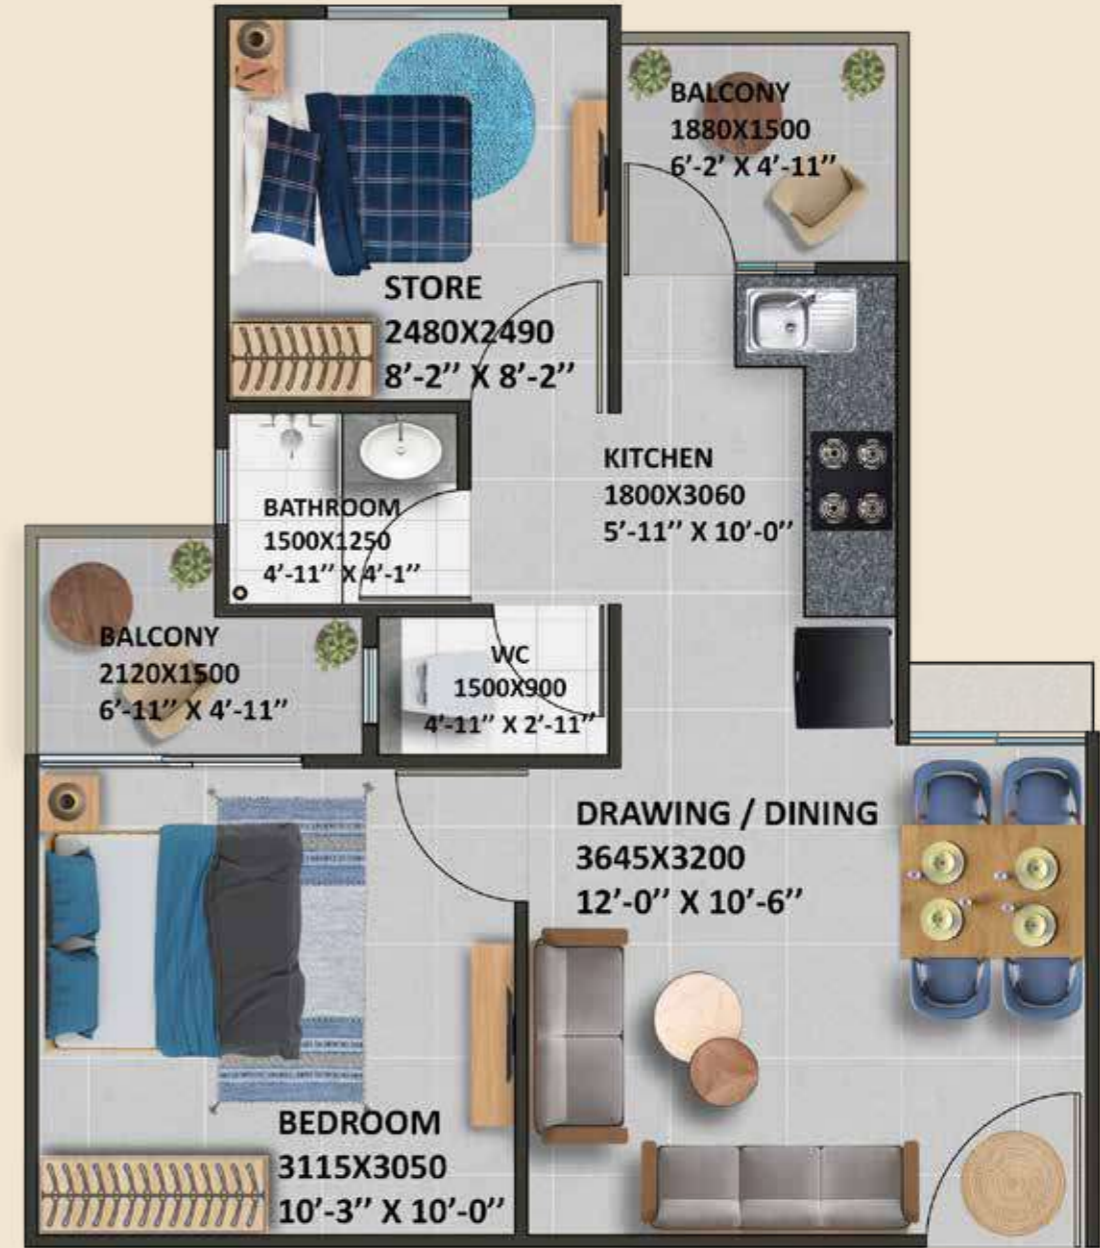 BALCONY
1880X1500
6'-2' X 4'-11''
STORE
2480X2490
8'-2'' X 8'-2''
KITCHEN
1800X3060
5'-11'' X 10'-0''
BATHROOM
1500X1250
4'-11'' X 4'-1''
BALCONY
2120X1500
6'-11'' X 4'-11''
WC
1500X900
4'-11'' X 2'-11''
DRAWING / DINING
3645X3200
12'-0'' X 10'-6''
BEDROOM
3115X3050
10'-3'' X 10'-0''